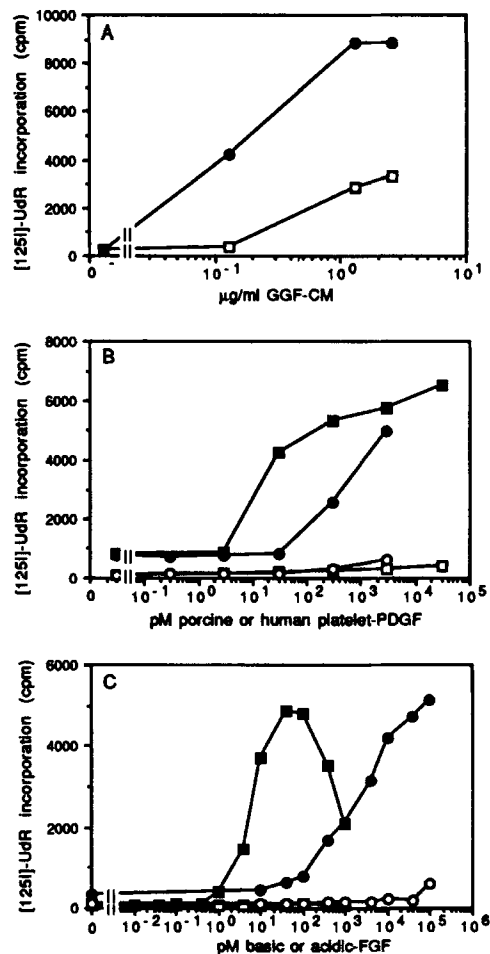 A
[125I]-UdR incorporation (cpm)
10000
8000
6000
4000
2000
0
0 10⁻¹ 10⁰ 10¹
µg/ml GGF-CM
B
[125I]-UdR incorporation (cpm)
8000
6000
4000
2000
0
0 10⁻¹ 10⁰ 10¹ 10² 10³ 10⁴ 10⁵
pM porcine or human platelet-PDGF
C
[125I]-UdR incorporation (cpm)
6000
4000
2000
0
0 10⁻² 10⁻¹ 10⁰ 10¹ 10² 10³ 10⁴ 10⁵ 10⁶
pM basic or acidic-FGF